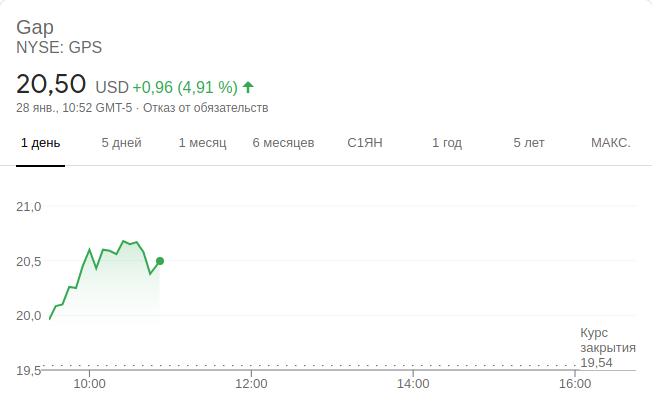 Gap
NYSE: GPS
20,50 USD +0,96 (4,91 %)
28 янв., 10:52 GMT-5 · Отказ от обязательств
1 день 5 дней 1 месяц 6 месяцев С1ЯН 1 год 5 лет МАКС.
21,0
20,5
20,0
Курс
закрытия
19,54
19,5
10:00 12:00 14:00 16:00